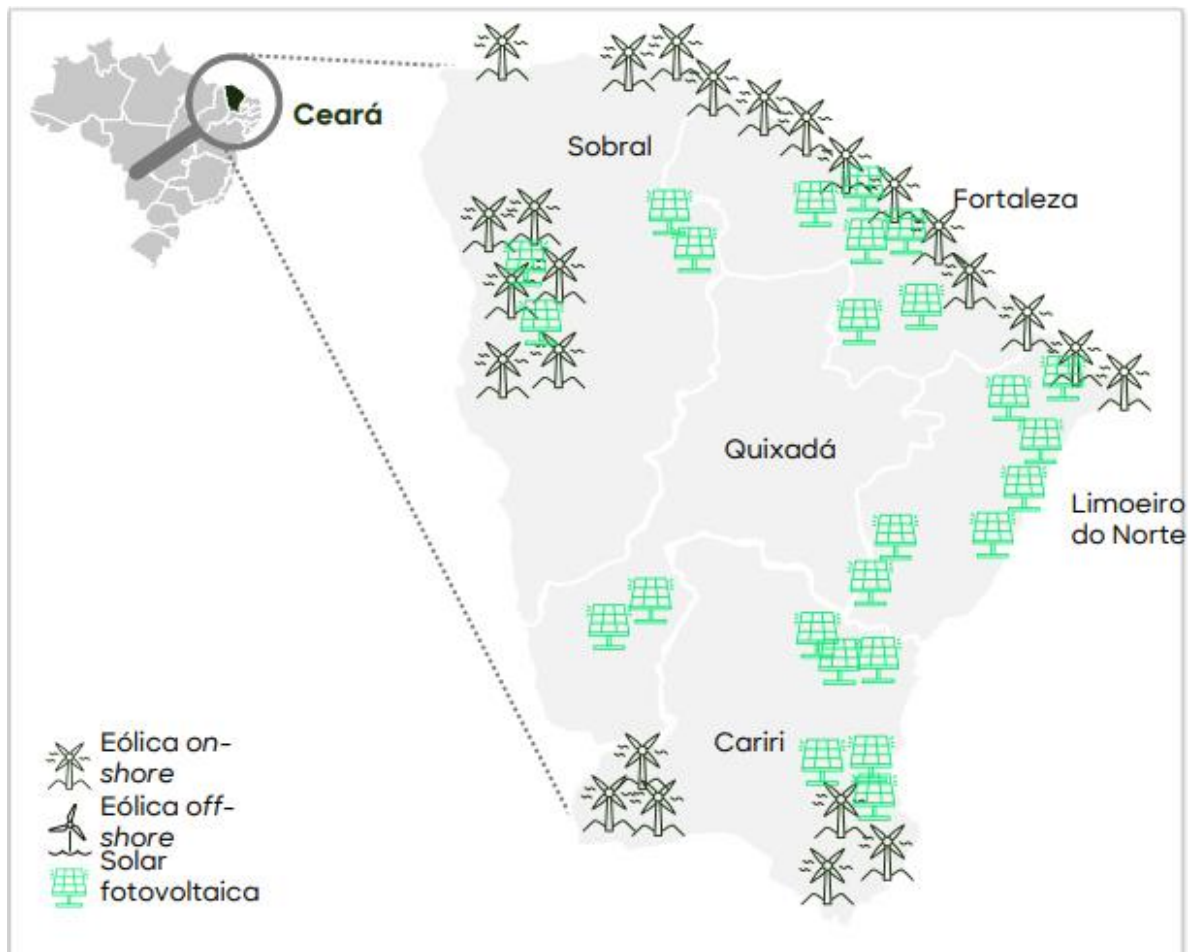 Ceará
Sobral
Fortaleza
Quixadá
Limoeiro
do Norte
Cariri
Eólica on-
shore
Eólica off-
shore
Solar
fotovoltaica